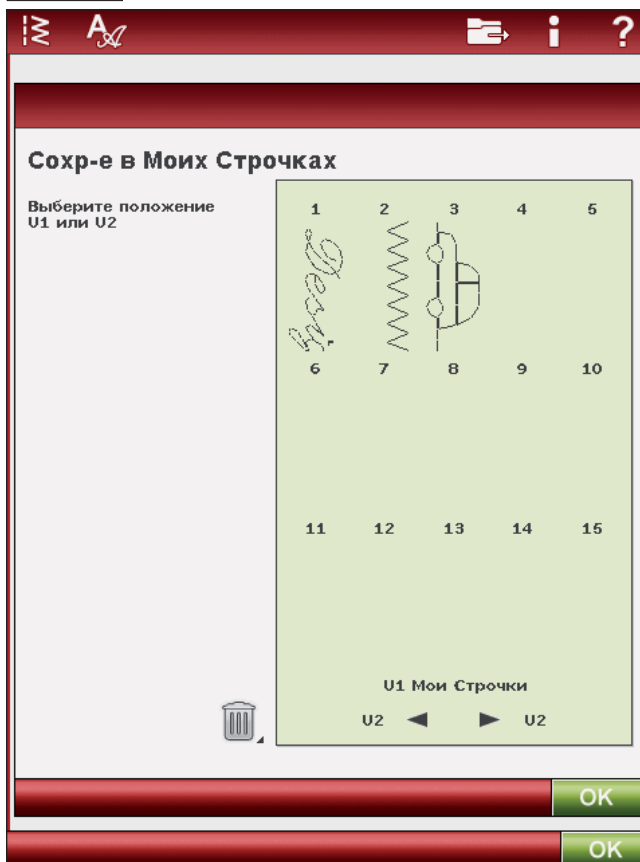 ?
Сохр-е в Моих Строчках
Выберите положение
U1 или U2
1 2 3 4 5
6 7 8 9 10
11 12 13 14 15
U1 Мои Строчки
U2 U2
OK
OK